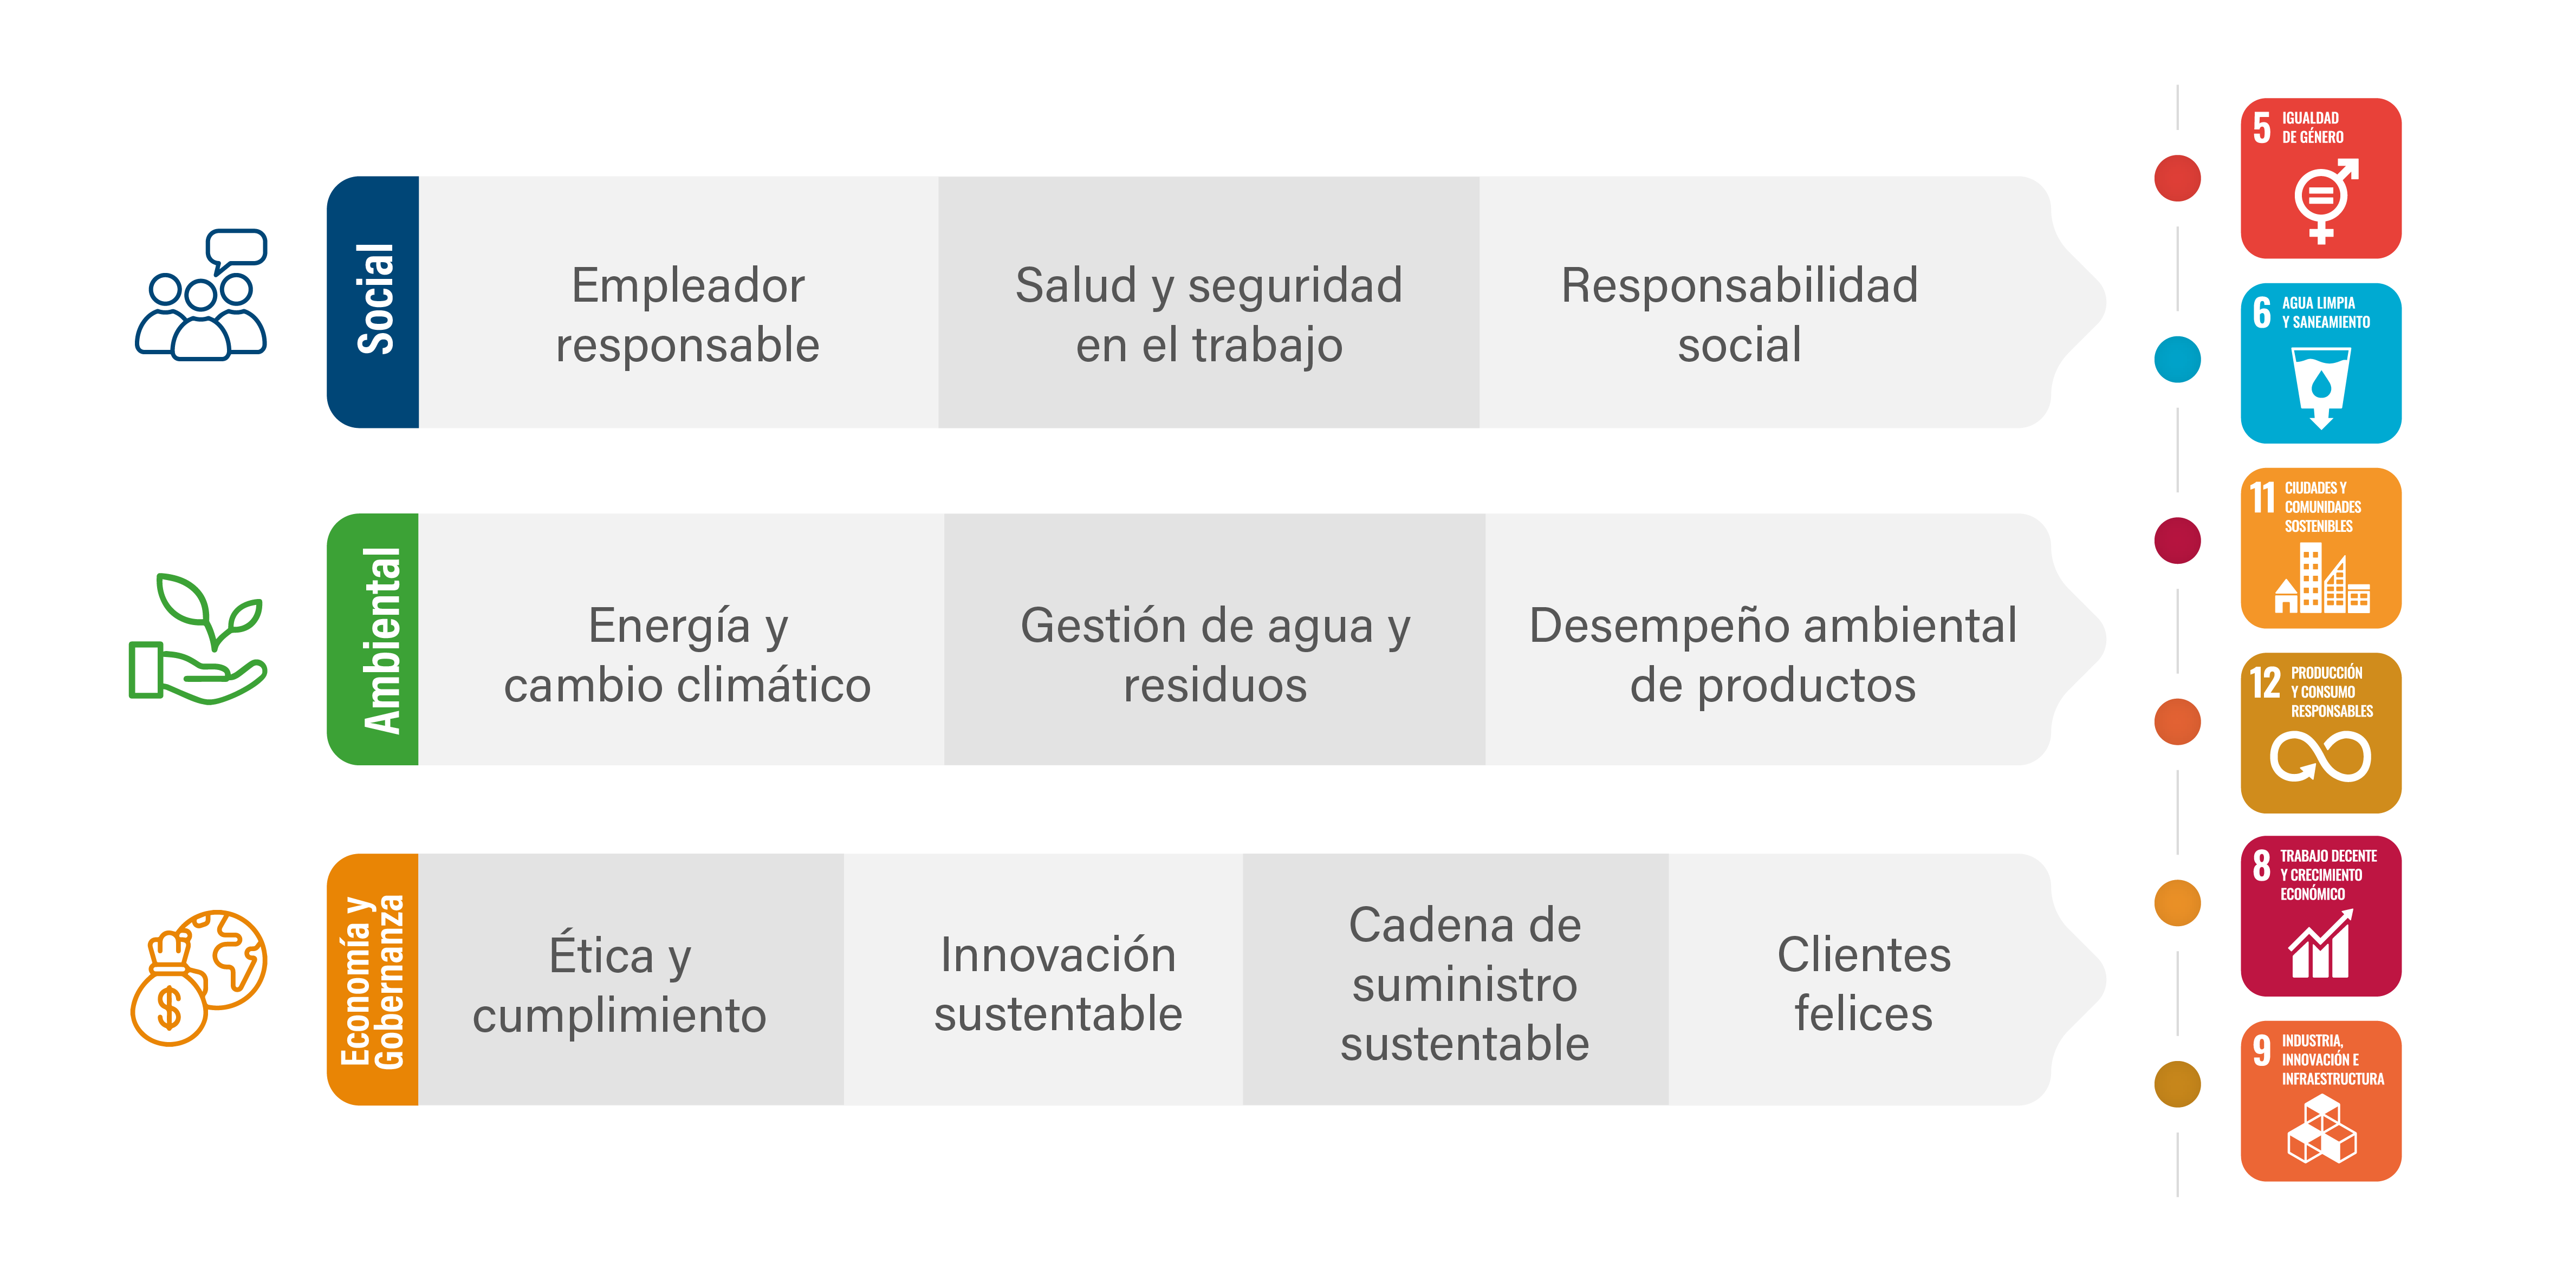 Social
Empleador
responsable
Salud y seguridad
en el trabajo
Responsabilidad
social
Ambiental
Energía y
cambio climático
Gestión de agua y
residuos
Desempeño ambiental
de productos
Economía y
Gobernanza
Ética y
cumplimiento
Innovación
sustentable
Cadena de
suministro
sustentable
Clientes
felices
5 IGUALDAD
DE GÉNERO
6 AGUA LIMPIA
Y SANEAMIENTO
11 CIUDADES Y
COMUNIDADES
SOSTENIBLES
12 PRODUCCIÓN
Y CONSUMO
RESPONSABLES
8 TRABAJO DECENTE
Y CRECIMIENTO
ECONÓMICO
9 INDUSTRIA,
INNOVACIÓN E
INFRAESTRUCTURA